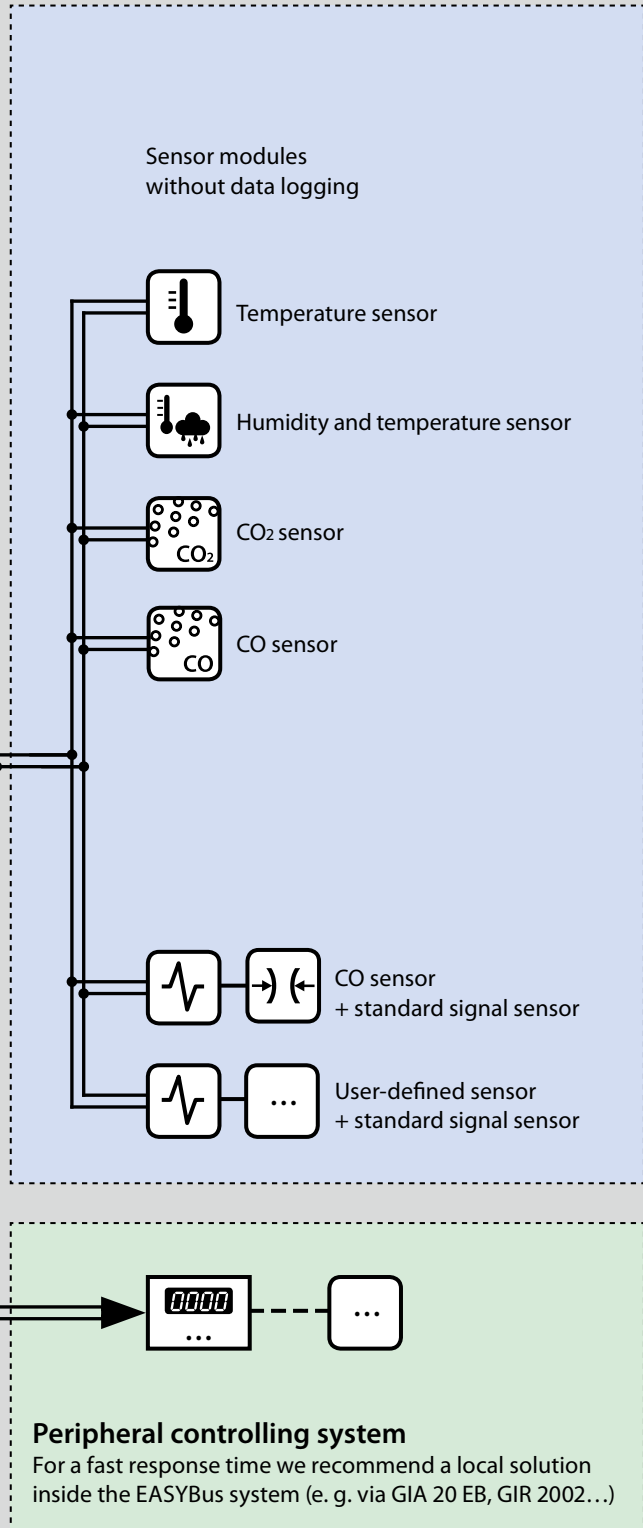 Sensor modules
without data logging
Temperature sensor
Humidity and temperature sensor
CO₂
CO₂ sensor
CO
CO sensor
CO sensor
+ standard signal sensor
...
User-defined sensor
+ standard signal sensor
0000
...
...
Peripheral controlling system
For a fast response time we recommend a local solution
inside the EASYBus system (e. g. via GIA 20 EB, GIR 2002…)